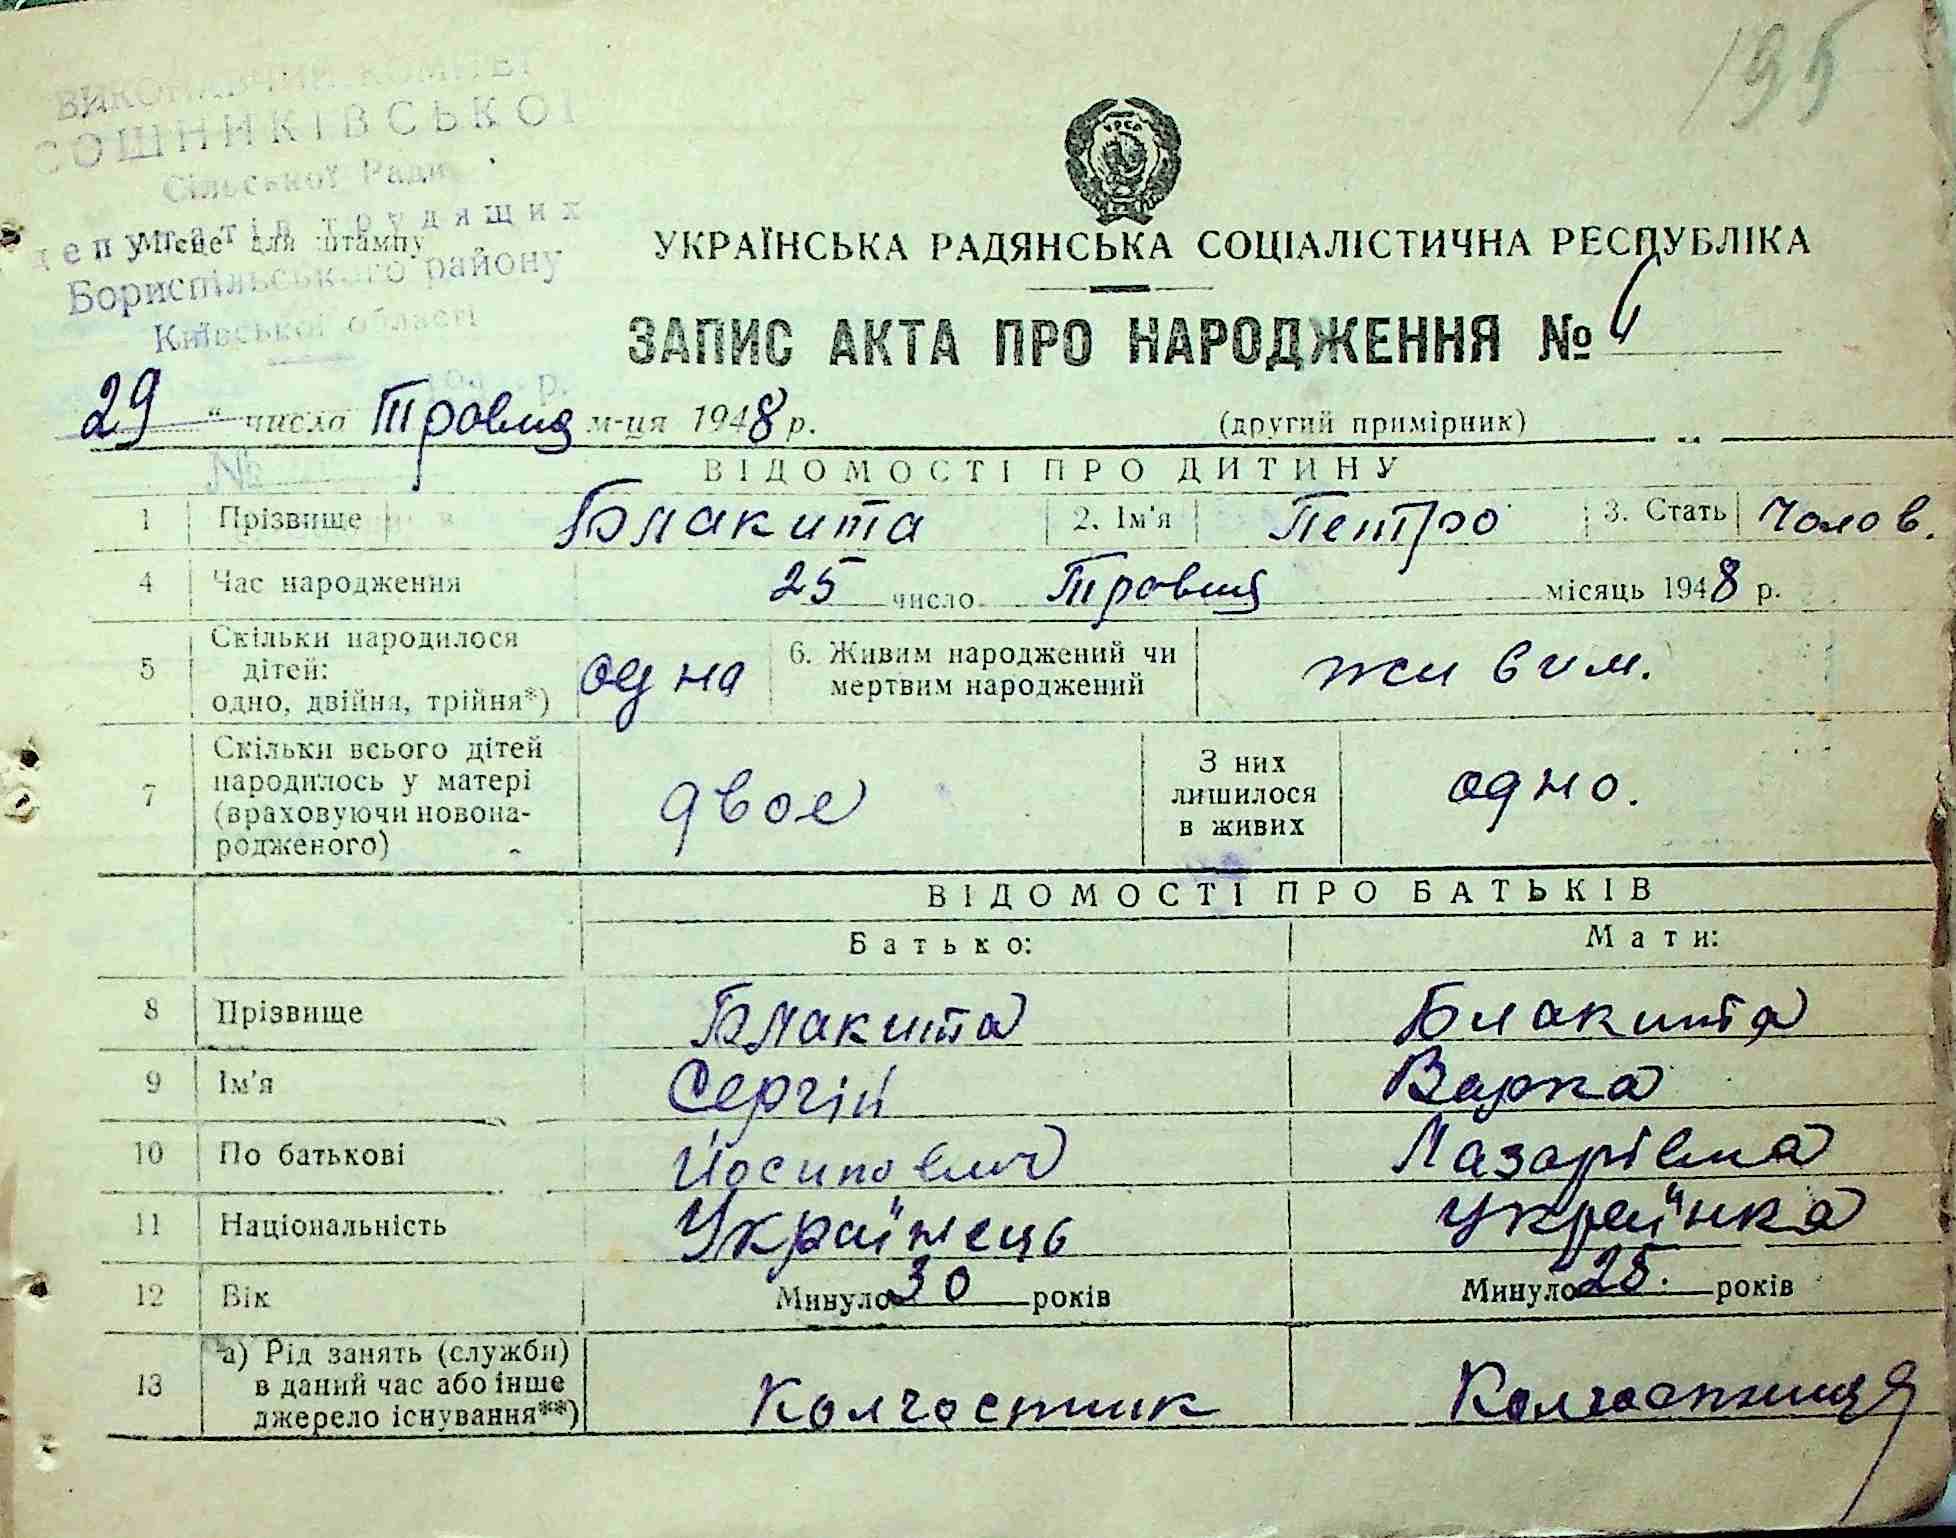 195
ВИКОНАВЧИЙ КОМІТЕТ
СОШНИКІВСЬКОЇ
Сільської Ради
депутатів трудящих
Місце для штампу
Бориспільського району
Київської області
УРСР
УКРАЇНСЬКА РАДЯНСЬКА СОЦІАЛІСТИЧНА РЕСПУБЛІКА
ЗАПИС АКТА ПРО НАРОДЖЕННЯ №
29 " число Травня м-ця 1948 р.
(другий примірник)
№
ВІДОМОСТІ ПРО ДИТИНУ
1 Прізвище Блакита 2. Ім'я Петро 3. Стать Чолов.
4 Час народження 25 число Травня місяць 1948 р.
5 Скільки народилося дітей: одно, двійня, трійня*) одна 6. Живим народжений чи мертвим народжений живим.
7 Скільки всього дітей народилось у матері (враховуючи новонародженого) двоє З них лишилося в живих одно.
ВІДОМОСТІ ПРО БАТЬКІВ
Батько: Мати:
8 Прізвище Блакита Блакита
9 Ім'я Сергій Варка
10 По батькові Йосипович Лазарівна
11 Національність Українець Українка
12 Вік Минуло 30 років Минуло 25. років
13 а) Рід занять (служби) в даний час або інше джерело існування**) Колгоспник Колгоспниця